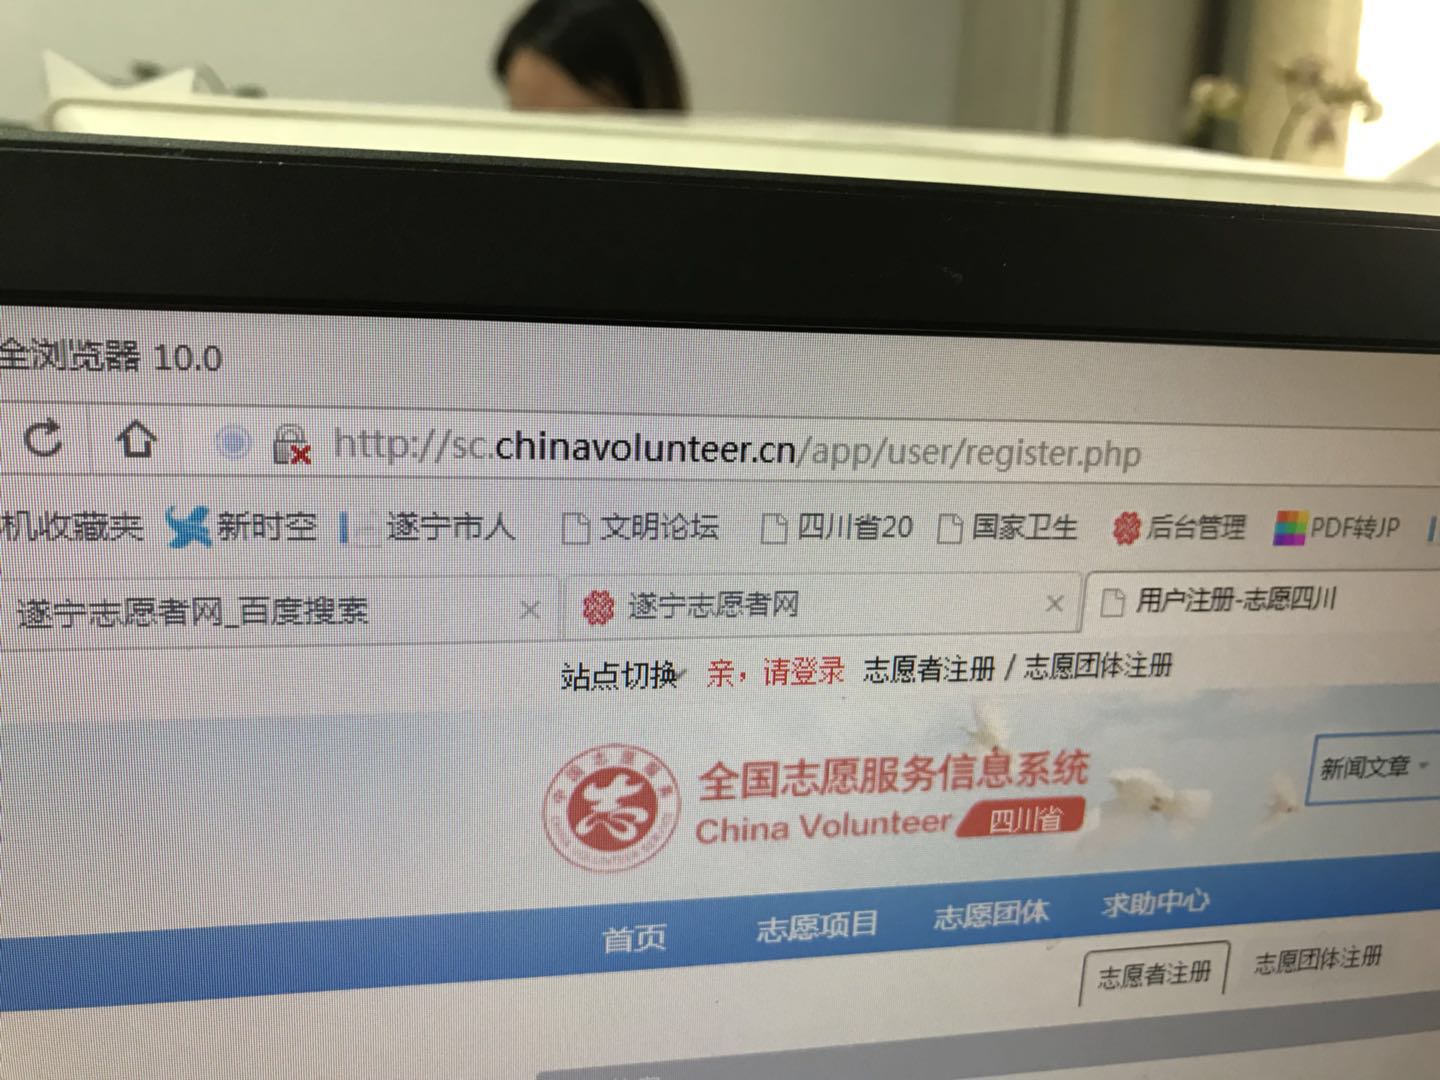 全浏览器 10.0
http://sc.chinavolunteer.cn/app/user/register.php
机收藏夹 新时空 遂宁市人 文明论坛 四川省20 国家卫生 后台管理 PDF转JP
遂宁志愿者网_百度搜索 遂宁志愿者网 用户注册-志愿四川
站点切换 亲，请登录 志愿者注册 / 志愿团体注册
全国志愿服务信息系统
China Volunteer 四川省
新闻文章
首页 志愿项目 志愿团体 求助中心
志愿者注册 志愿团体注册